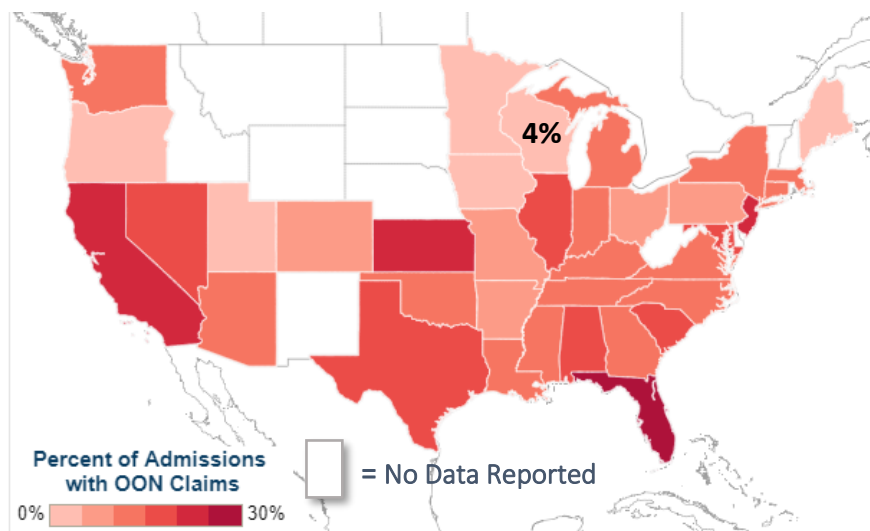 4%
Percent of Admissions
with OON Claims
0% 30%
= No Data Reported